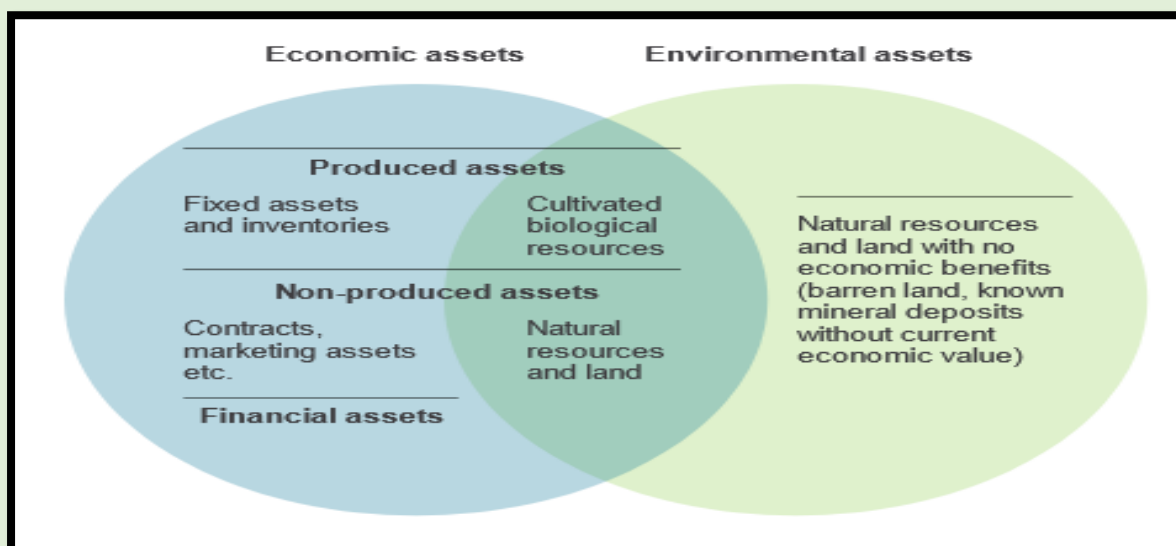 Economic assets
Environmental assets
Produced assets
Fixed assets
and inventories
Cultivated
biological
resources
Non-produced assets
Contracts,
marketing assets
etc.
Natural
resources
and land
Financial assets
Natural resources
and land with no
economic benefits
(barren land, known
mineral deposits
without current
economic value)